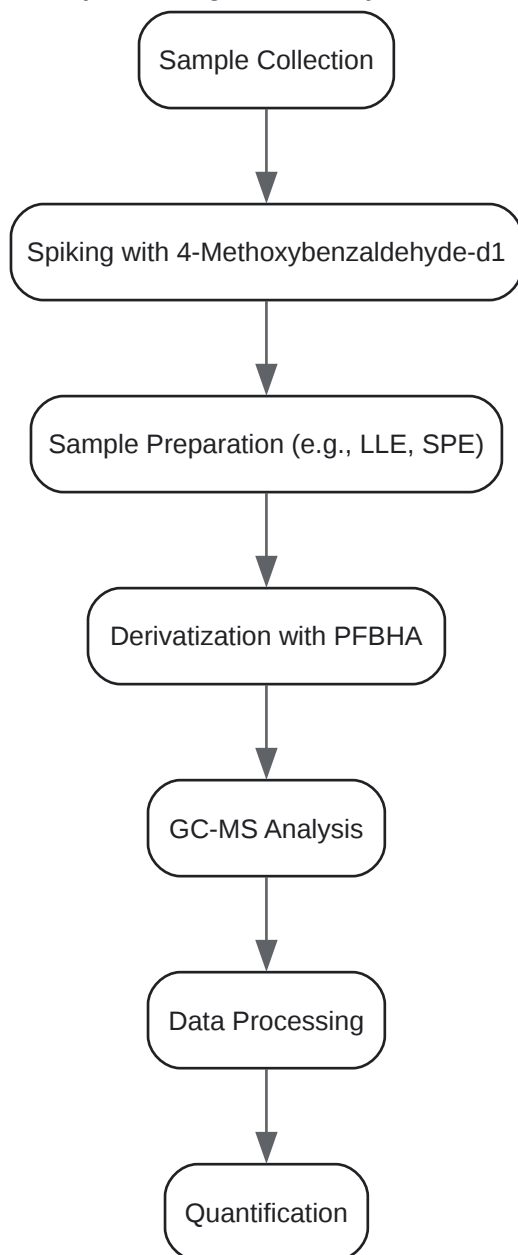 Sample Collection
Spiking with 4-Methoxybenzaldehyde-d1
Sample Preparation (e.g., LLE, SPE)
Derivatization with PFBHA
GC-MS Analysis
Data Processing
Quantification